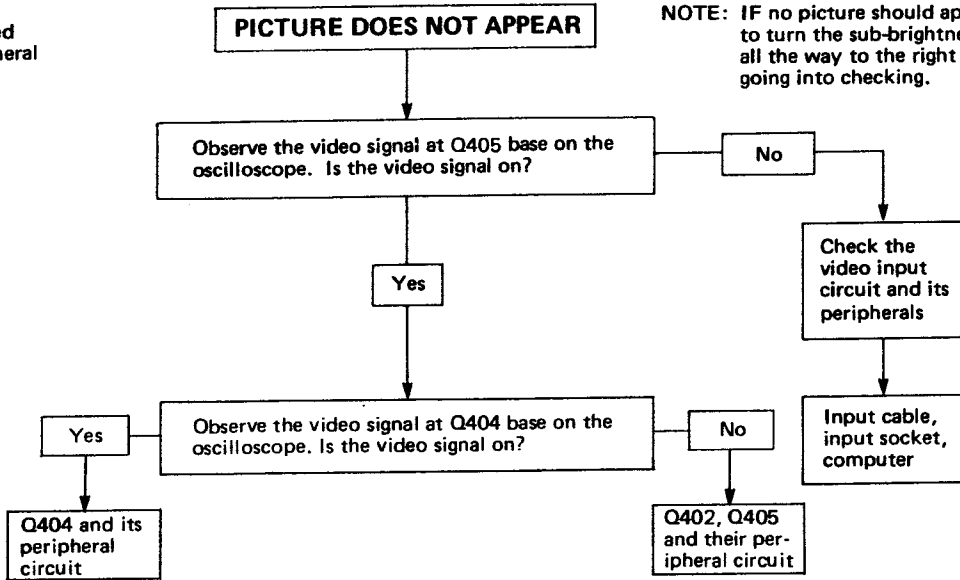 PICTURE DOES NOT APPEAR
NOTE: IF no picture should
to turn the
all the way to the right
going into checking.
Observe the video signal at Q405 base on the
oscilloscope. Is the video signal on?
No
Yes
Check the
video input
circuit and its
peripherals
Input cable,
input socket,
computer
Observe the video signal at Q404 base on the
oscilloscope. Is the video signal on?
Yes
No
Q404 and its
peripheral
circuit
Q402, Q405
and their per-
ipheral circuit